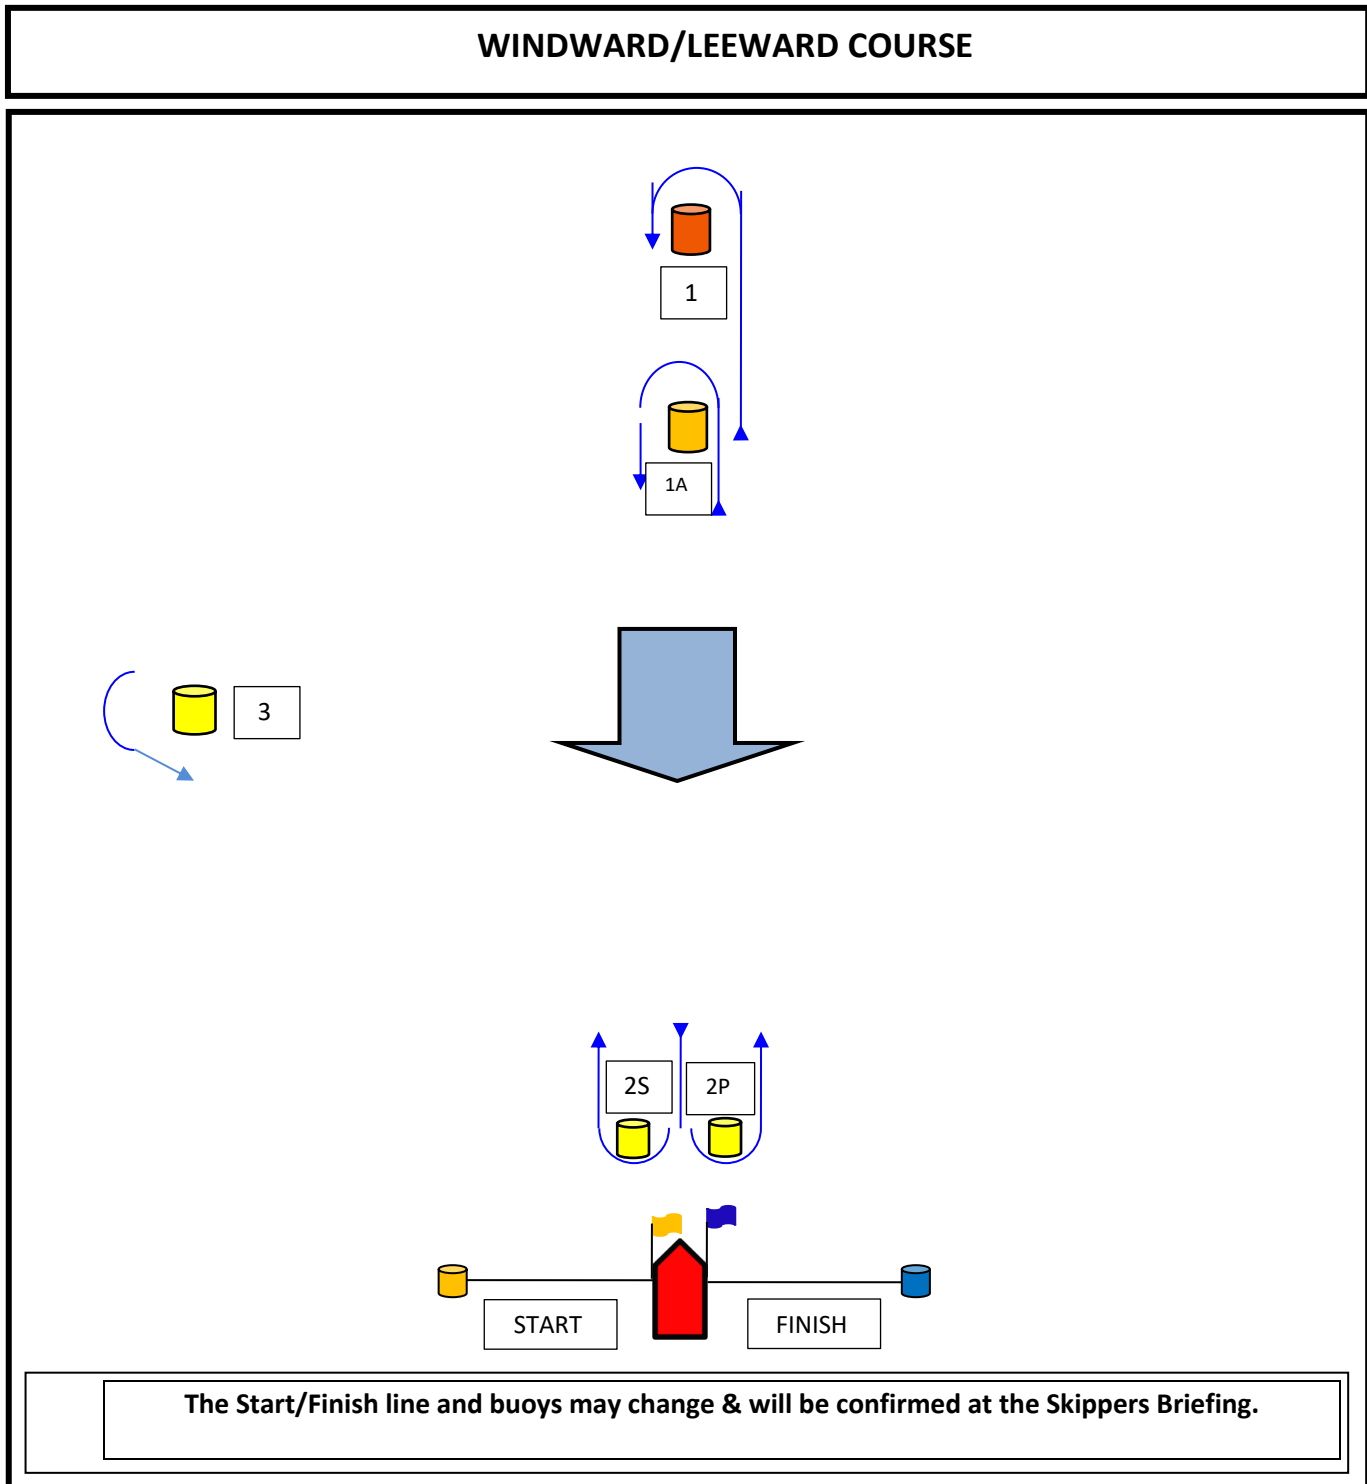 WINDWARD/LEEWARD COURSE
1
1A
3
2S
2P
START
FINISH
The Start/Finish line and buoys may change & will be confirmed at the Skippers Briefing.